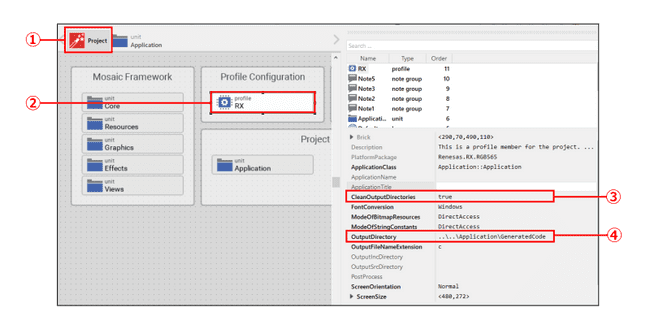 ①
Project
unit
Application
Search ...
Name Type Order
Mosaic Framework
Profile Configuration
RX profile 11
Note5 note group 10
Note3 note group 9
Note2 note group 8
Note1 note group 7
Applicati... unit 6
②
profile
RX
unit
Core
unit
Resources
unit
Graphics
unit
Effects
unit
Views
Project
unit
Application
Brick <290,70,490,110>
Description This is a profile member for the project. ...
PlatformPackage Renesas.RX.RGB565
ApplicationClass Application::Application
ApplicationName
ApplicationTitle
CleanOutputDirectories true
③
FontConversion Windows
ModeOfBitmapResources DirectAccess
ModeOfStringConstants DirectAccess
OutputDirectory ..\..\Application\GeneratedCode
④
OutputFileNameExtension c
OutputIncDirectory
OutputSrcDirectory
PostProcess
ScreenOrientation Normal
ScreenSize <480,272>